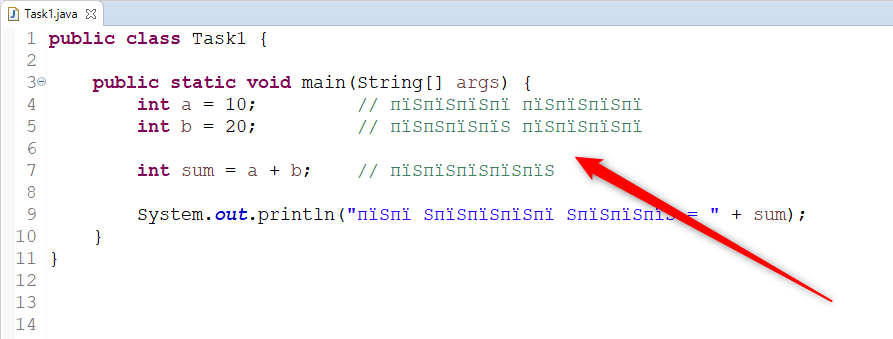 Task1.java
1 public class Task1 {
2
3 public static void main(String[] args) {
4 int a = 10; // пїЅпїЅпїЅпї пїЅпїЅпїЅпї
5 int b = 20; // пїЅпЅпїЅпїЅ пїЅпїЅпїЅпї
6
7 int sum = a + b; // пїЅпїЅпїЅпїЅпїЅ
8
9 System.out.println("пїЅпї ЅпїЅпїЅпїЅпї ЅпїЅпїЅпїЅ = " + sum);
10 }
11 }
12
13
14